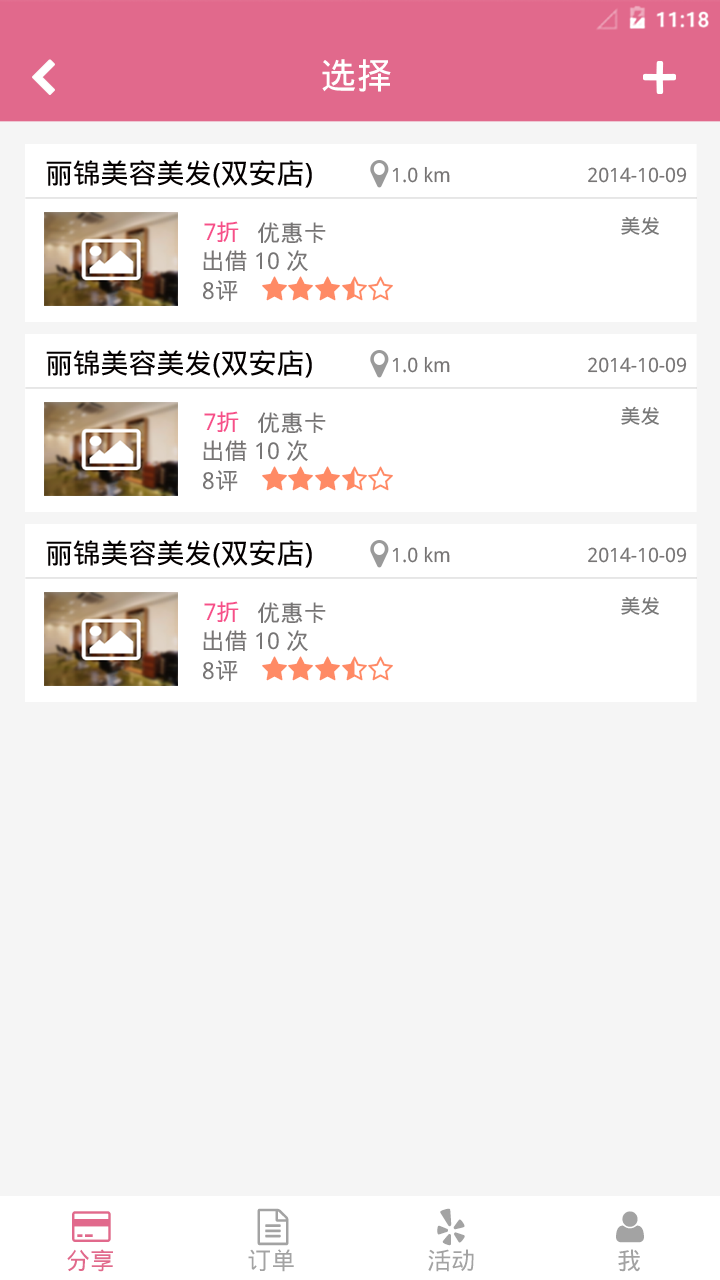 11:18
选择
丽锦美容美发(双安店) 1.0 km 2014-10-09
7折 优惠卡 美发
出借 10 次
8评
丽锦美容美发(双安店) 1.0 km 2014-10-09
7折 优惠卡 美发
出借 10 次
8评
丽锦美容美发(双安店) 1.0 km 2014-10-09
7折 优惠卡 美发
出借 10 次
8评
分享 订单 活动 我